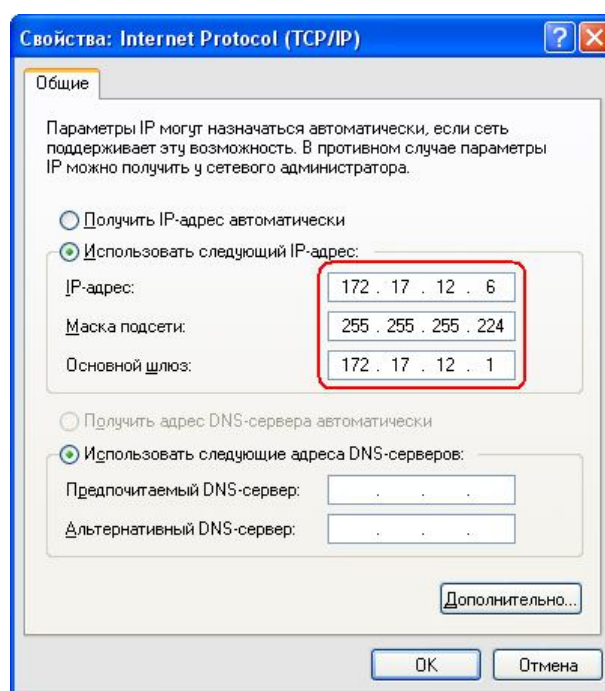 Свойства: Internet Protocol (TCP/IP)
Общие
Параметры IP могут назначаться автоматически, если сеть
поддерживает эту возможность. В противном случае параметры
IP можно получить у сетевого администратора.
Получить IP-адрес автоматически
Использовать следующий IP-адрес:
IP-адрес: 172 . 17 . 12 . 6
Маска подсети: 255 . 255 . 255 . 224
Основной шлюз: 172 . 17 . 12 . 1
Получить адрес DNS-сервера автоматически
Использовать следующие адреса DNS-серверов:
Предпочитаемый DNS-сервер: . . .
Альтернативный DNS-сервер: . . .
Дополнительно...
OK Отмена